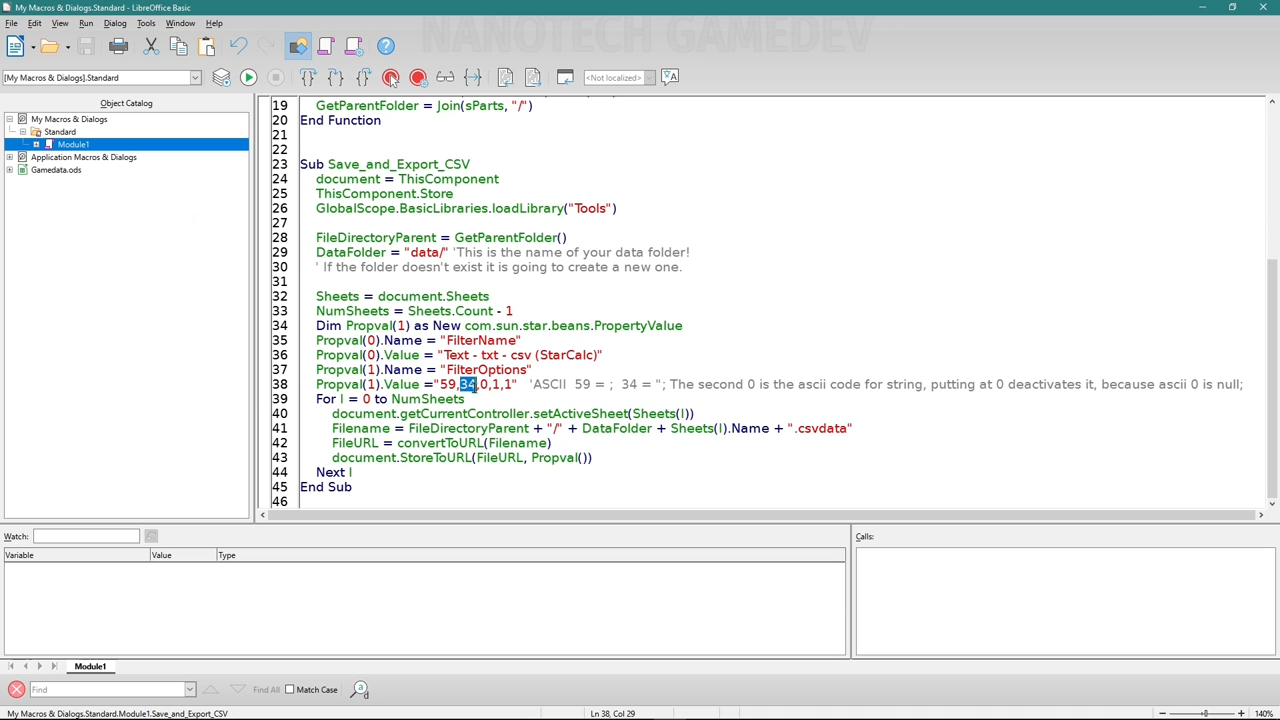 My Macros & Dialogs.Standard - LibreOffice Basic
File Edit View Run Dialog Tools Window Help
NANOTECH GAMEDEV
[My Macros & Dialogs].Standard
<Not localized>
Object Catalog
My Macros & Dialogs
Standard
Module1
Application Macros & Dialogs
Gamedata.ods
19 GetParentFolder = Join(sParts, "/")
20 End Function
21
22
23 Sub Save_and_Export_CSV
24 document = ThisComponent
25 ThisComponent.Store
26 GlobalScope.BasicLibraries.loadLibrary("Tools")
27
28 FileDirectoryParent = GetParentFolder()
29 DataFolder = "data/" 'This is the name of your data folder!
30 ' If the folder doesn't exist it is going to create a new one.
31
32 Sheets = document.Sheets
33 NumSheets = Sheets.Count - 1
34 Dim Propval(1) as New com.sun.star.beans.PropertyValue
35 Propval(0).Name = "FilterName"
36 Propval(0).Value = "Text - txt - csv (StarCalc)"
37 Propval(1).Name = "FilterOptions"
38 Propval(1).Value ="59,34,0,1,1" 'ASCII 59 = ; 34 = "; The second 0 is the ascii code for string, putting at 0 deactivates it, because ascii 0 is null;
39 For I = 0 to NumSheets
40 document.getCurrentController.setActiveSheet(Sheets(I))
41 Filename = FileDirectoryParent + "/" + DataFolder + Sheets(I).Name + ".csvdata"
42 FileURL = convertToURL(Filename)
43 document.StoreToURL(FileURL, Propval())
44 Next I
45 End Sub
46
Watch:
Calls:
Variable Value Type
Module1
Find Find All Match Case
My Macros & Dialogs.Standard.Module1.Save_and_Export_CSV
Ln 38, Col 29
140%